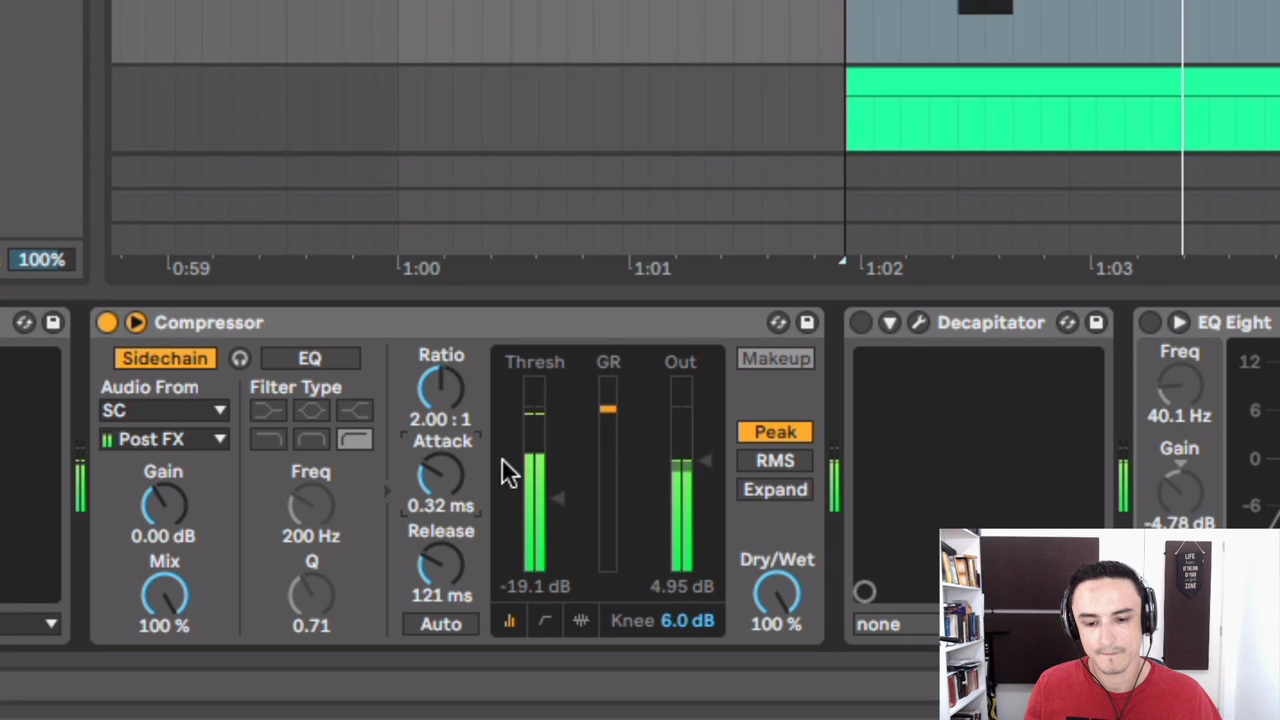 100%
0:59
1:00
1:01
1:02
1:03
Compressor
Decapitator
EQ Eight
Sidechain
EQ
Audio From
Filter Type
SC
Post FX
Gain
0.00 dB
Mix
100 %
Freq
200 Hz
Q
0.71
Ratio
2.00 : 1
Attack
0.32 ms
Release
121 ms
Auto
Thresh
GR
Out
-19.1 dB
4.95 dB
Knee 6.0 dB
Makeup
Peak
RMS
Expand
Dry/Wet
100 %
none
Freq
40.1 Hz
Gain
-4.78 dB
12
6
0
-6
LIFE
ZONE